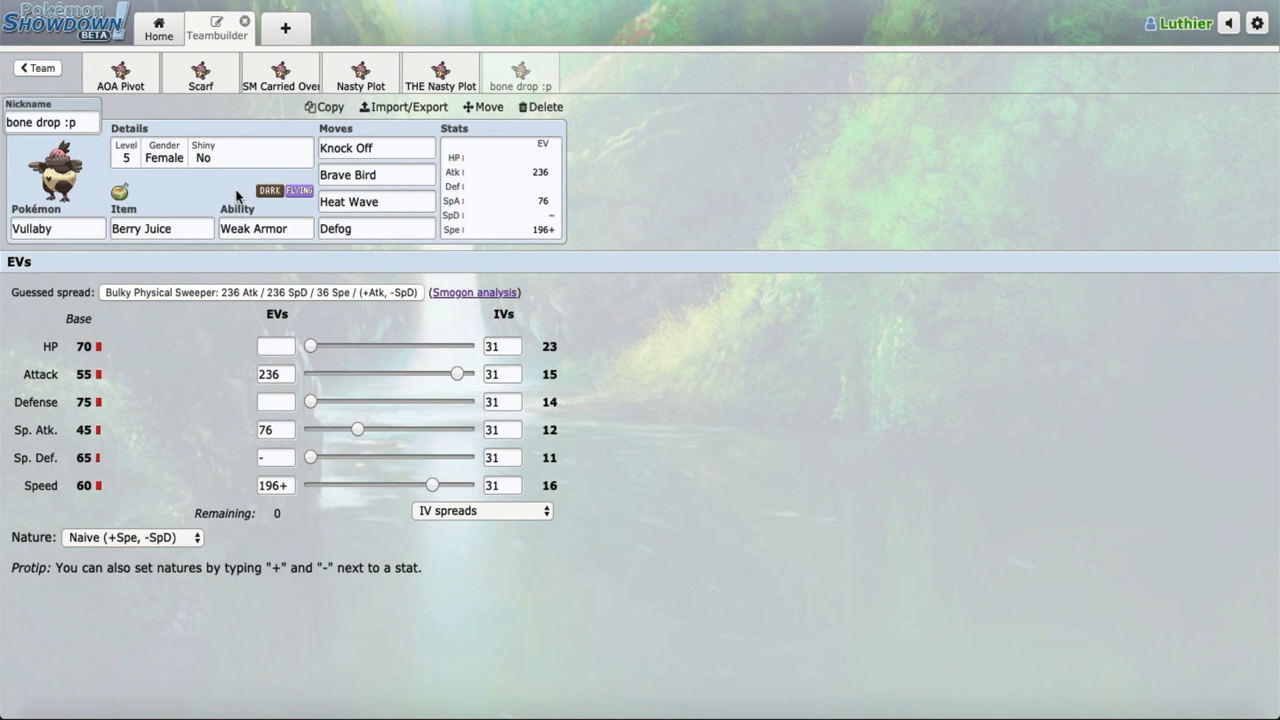 Pokémon
SHOWDOWN!
BETA
Home
Teambuilder
+
Luthier
Team
AOA Pivot
Scarf
SM Carried Over
Nasty Plot
THE Nasty Plot
bone drop :p
Nickname
bone drop :p
Copy
Import/Export
Move
Delete
Details
Level
Gender
Shiny
5
Female
No
DARK
FLYING
Pokémon
Vullaby
Item
Berry Juice
Ability
Weak Armor
Moves
Knock Off
Brave Bird
Heat Wave
Defog
Stats
EV
HP
Atk 236
Def
SpA 76
SpD –
Spe 196+
EVs
Guessed spread: Bulky Physical Sweeper: 236 Atk / 236 SpD / 36 Spe / (+Atk, -SpD) (Smogon analysis)
Base EVs IVs
HP 70 31 23
Attack 55 236 31 15
Defense 75 31 14
Sp. Atk. 45 76 31 12
Sp. Def. 65 - 31 11
Speed 60 196+ 31 16
Remaining: 0 IV spreads
Nature: Naive (+Spe, -SpD)
Protip: You can also set natures by typing "+" and "-" next to a stat.